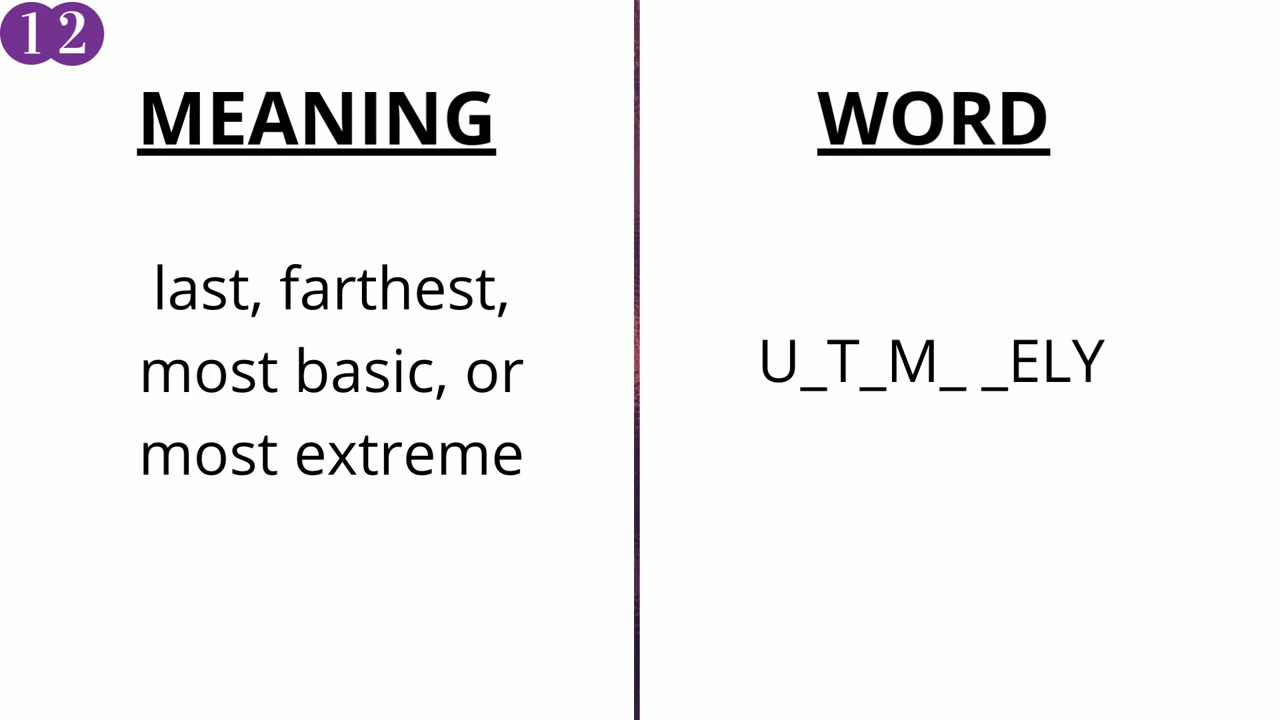 12
MEANING
WORD
last, farthest,
most basic, or
most extreme
U_T_M_ _ELY